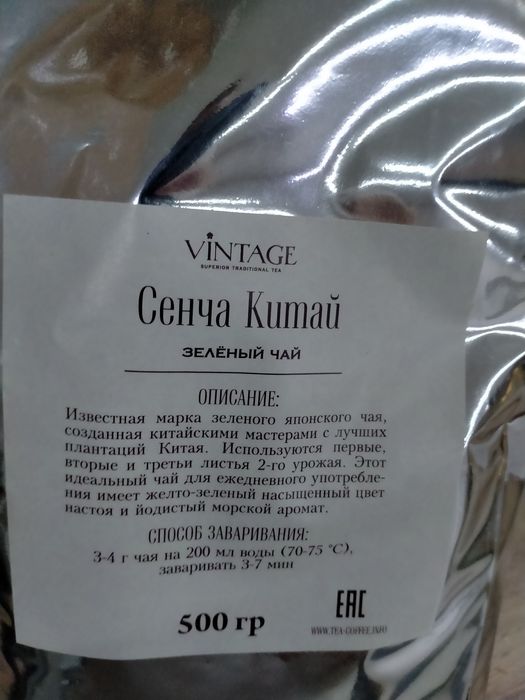 VINTAGE
SUPERIOR TRADITIONAL TEA
Сенча Китай
ЗЕЛЁНЫЙ ЧАЙ
ОПИСАНИЕ:
Известная марка зеленого японского чая,
созданная китайскими мастерами с лучших
плантаций Китая. Используются первые,
вторые и третьи листья 2-го урожая. Этот
идеальный чай для ежедневного употребле-
ния имеет желто-зеленый насыщенный цвет
настоя и йодистый морской аромат.
СПОСОБ ЗАВАРИВАНИЯ:
3-4 г чая на 200 мл воды (70-75 °C),
заваривать 3-7 мин
500 гр
EAC
WWW.TEA-COFFEE.INFO